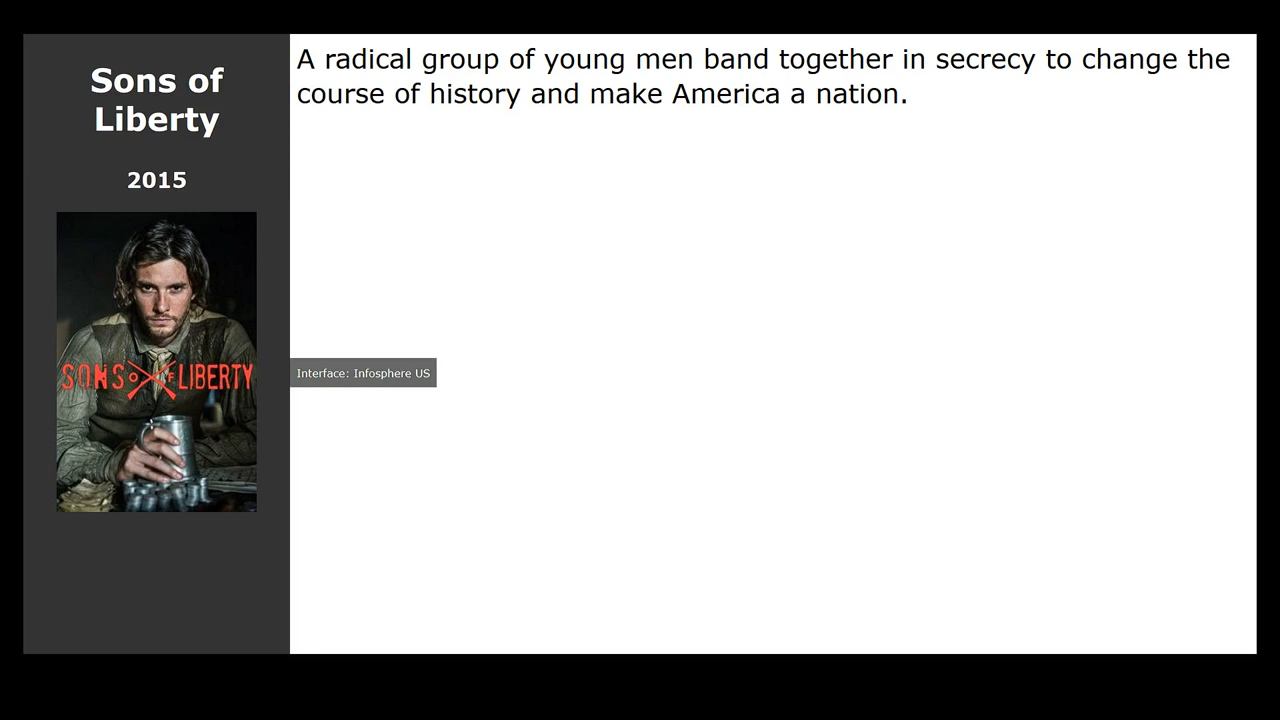 Sons of
Liberty
2015
SONS OF LIBERTY
A radical group of young men band together in secrecy to change the
course of history and make America a nation.
Interface: Infosphere US